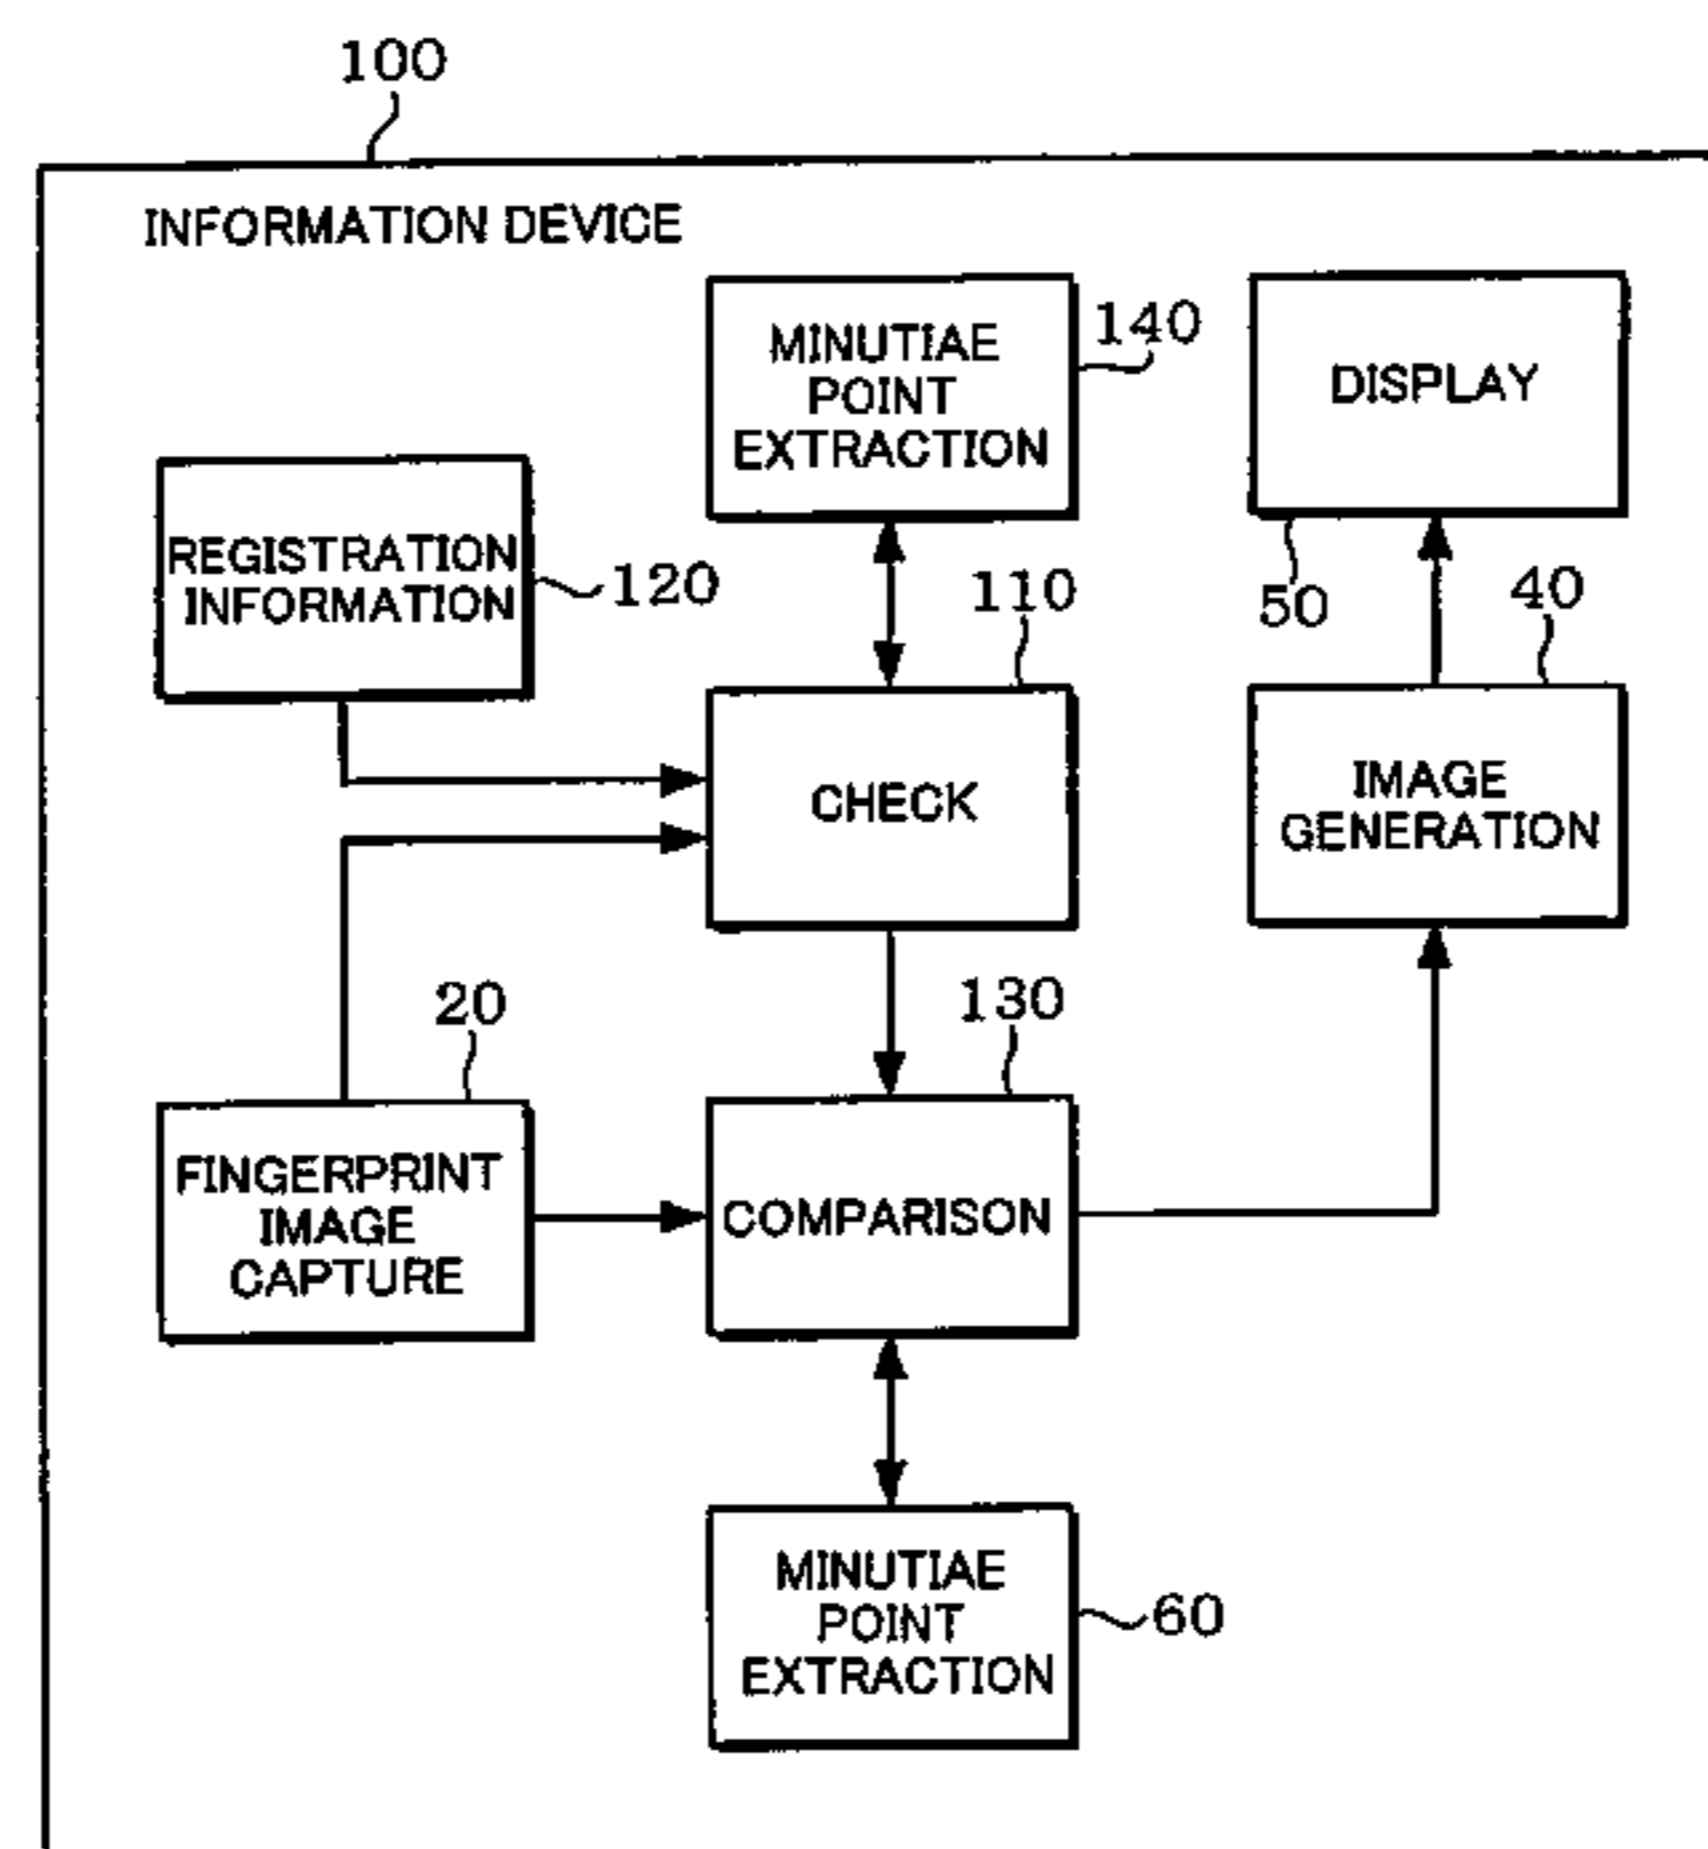 100
INFORMATION DEVICE
MINUTIAE
POINT
EXTRACTION
140
DISPLAY
REGISTRATION
INFORMATION
120
110
50
40
CHECK
IMAGE
GENERATION
20
130
FINGERPRINT
IMAGE
CAPTURE
COMPARISON
MINUTIAE
POINT
EXTRACTION
60